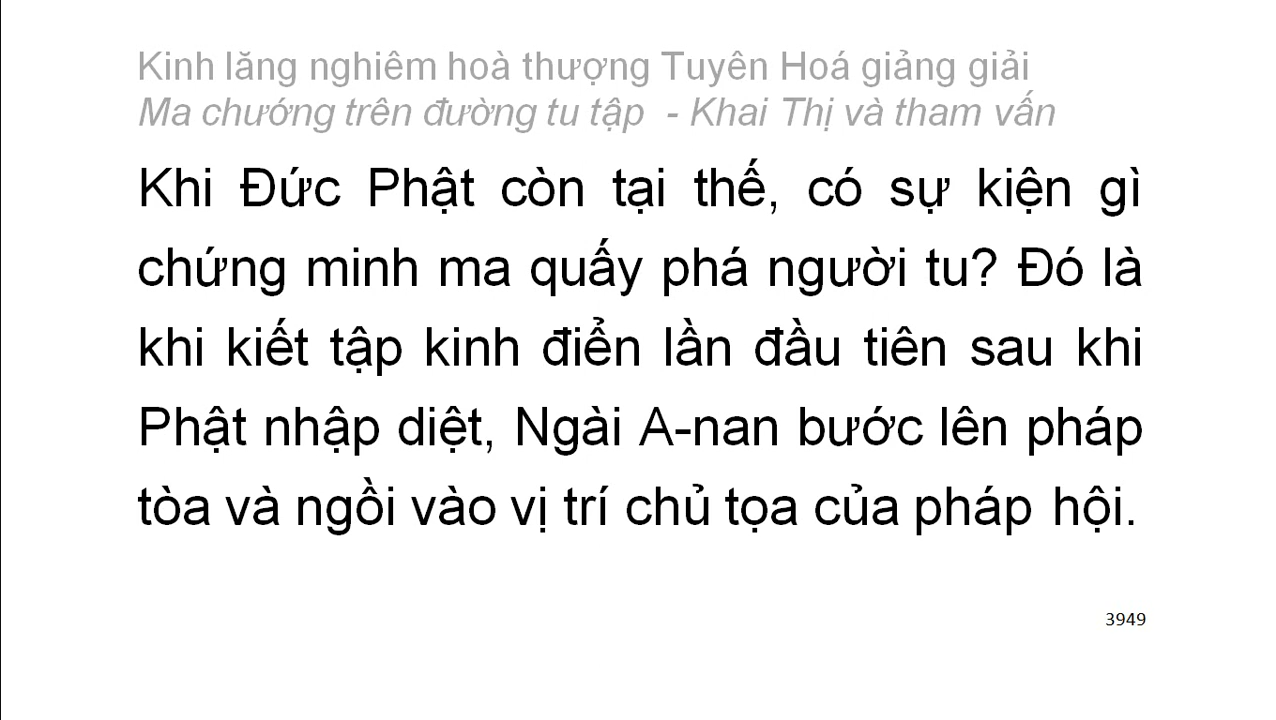 Kinh lăng nghiêm hoà thượng Tuyên Hoá giảng giải
Ma chướng trên đường tu tập - Khai Thị và tham vấn
Khi Đức Phật còn tại thế, có sự kiện gì
chứng minh ma quấy phá người tu? Đó là
khi kiết tập kinh điển lần đầu tiên sau khi
Phật nhập diệt, Ngài A-nan bước lên pháp
tòa và ngồi vào vị trí chủ tọa của pháp hội.
3949